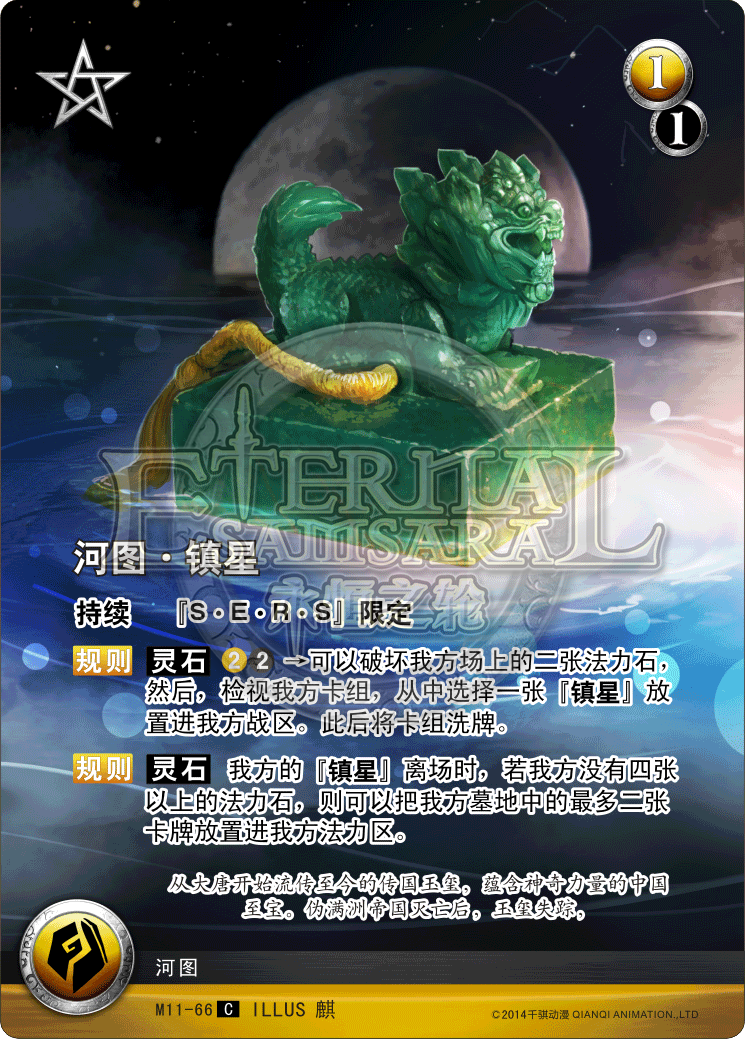 1
1
ETERNAL
SAMSARA
永恒之轮
河图·镇星
持续 『S·E·R·S』限定
规则 灵石 2 2 →可以破坏我方场上的二张法力石，
然后，检视我方卡组，从中选择一张『镇星』放
置进我方战区。此后将卡组洗牌。
规则 灵石 我方的『镇星』离场时，若我方没有四张
以上的法力石，则可以把我方墓地中的最多二张
卡牌放置进我方法力区。
从大唐开始流传至今的传国玉玺，蕴含神奇力量的中国
至宝。伪满洲帝国灭亡后，玉玺失踪，
河图
M11-66 C ILLUS 麒
©2014千骐动漫 QIANQI ANIMATION.,LTD